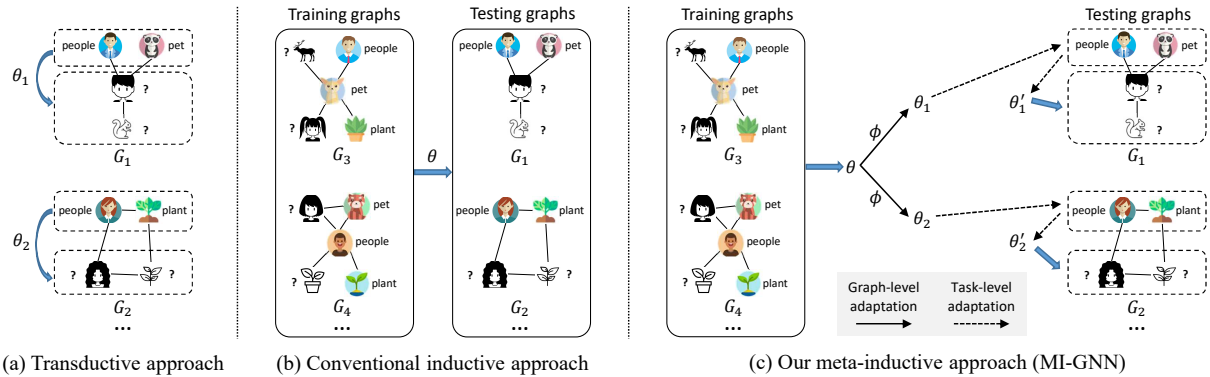 people
pet
θ₁
?
?
G₁
people
plant
θ₂
?
?
G₂
...
(a) Transductive approach
Training graphs
?
people
pet
?
plant
G₃
?
pet
people
?
plant
G₄
...
θ
Testing graphs
people
pet
?
?
G₁
people
plant
?
?
G₂
...
(b) Conventional inductive approach
Training graphs
?
people
pet
?
plant
G₃
?
pet
people
?
plant
G₄
...
θ
ϕ
θ₁
ϕ
θ₂
θ′₁
θ′₂
Graph-level
adaptation
Task-level
adaptation
Testing graphs
people
pet
?
?
G₁
people
plant
?
?
G₂
...
(c) Our meta-inductive approach (MI-GNN)